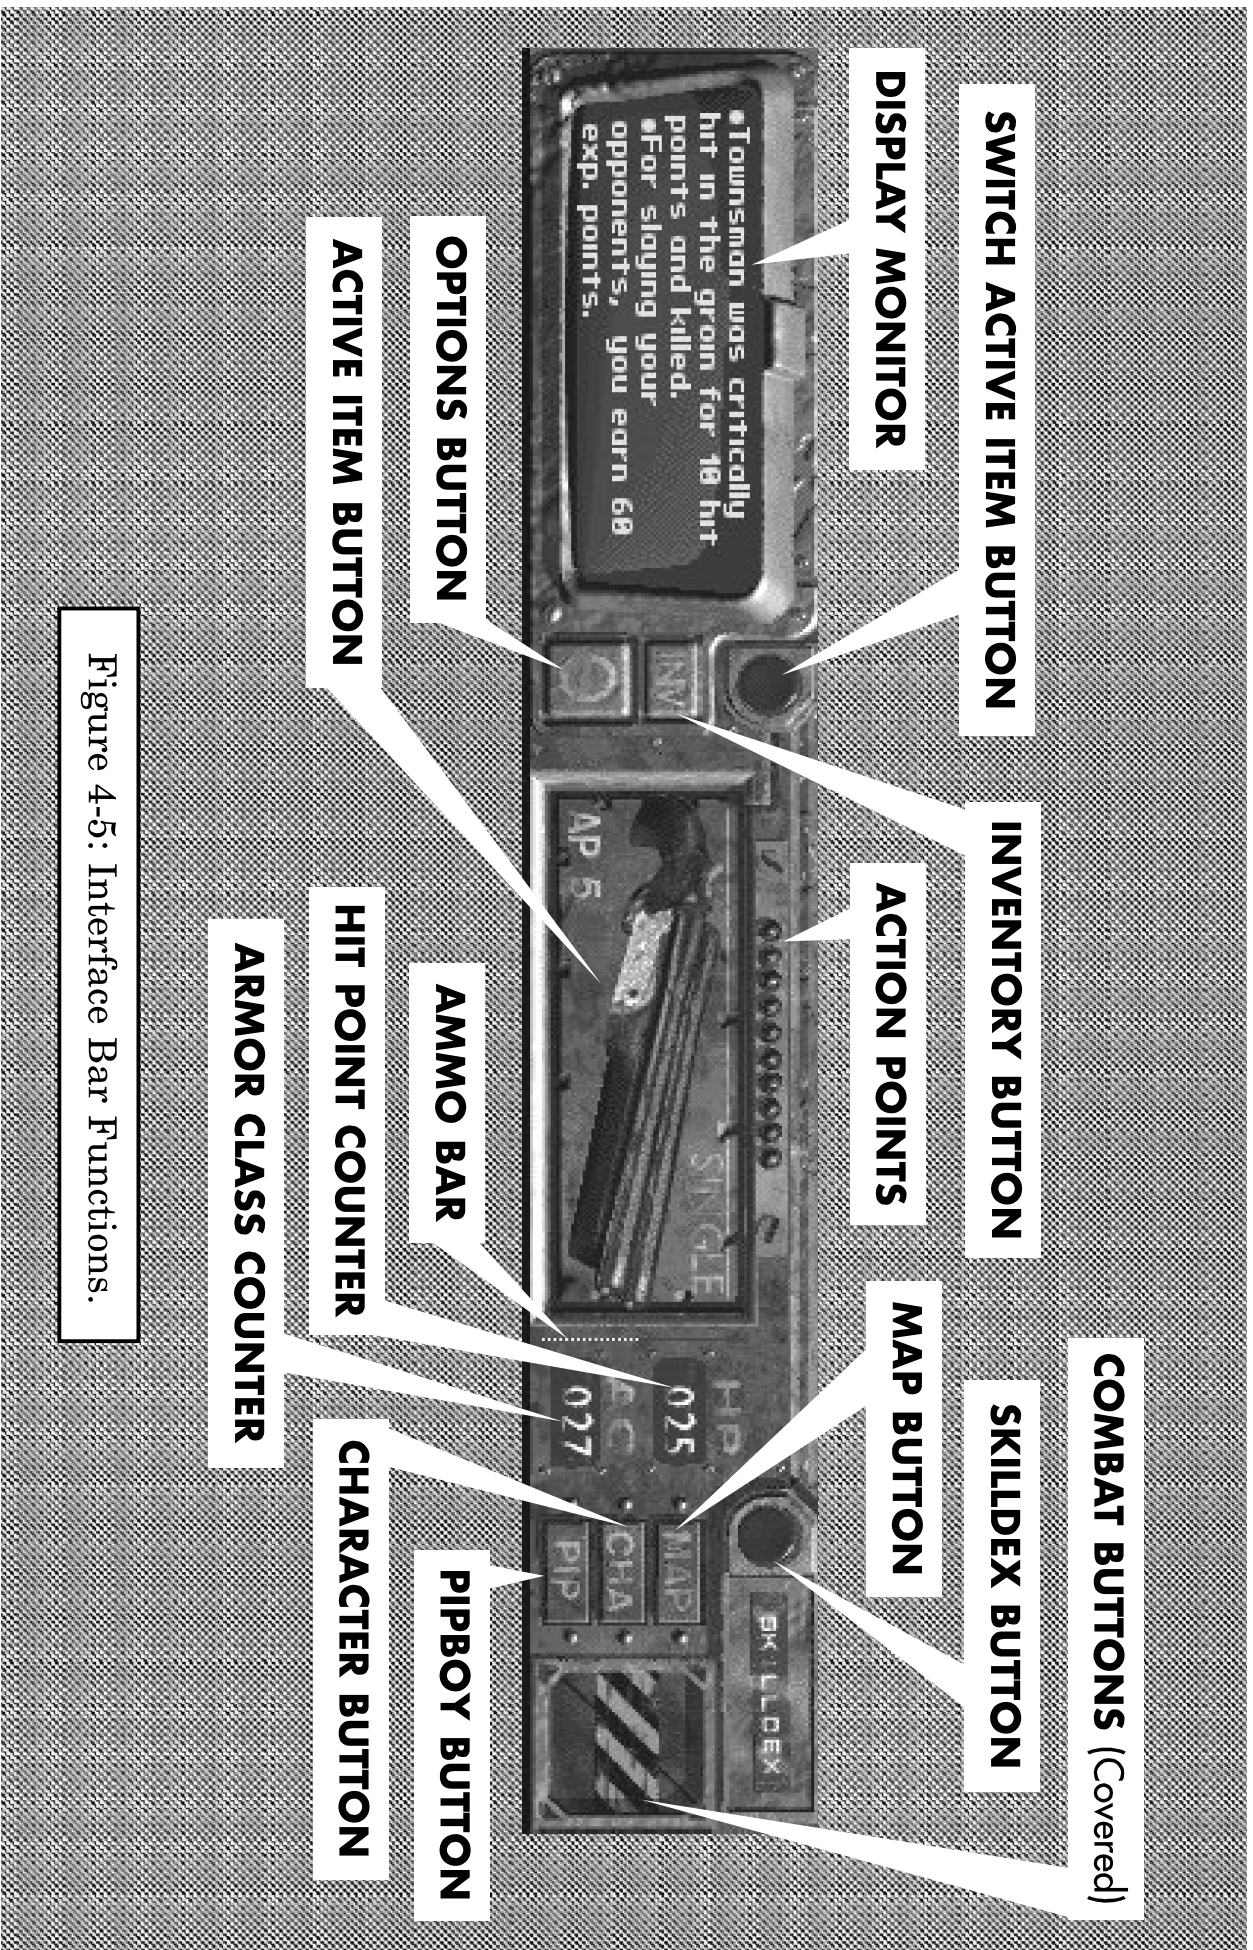 COMBAT BUTTONS (Covered)
SWITCH ACTIVE ITEM BUTTON
INVENTORY BUTTON
SKILLDEX BUTTON
DISPLAY MONITOR
ACTION POINTS
MAP BUTTON
•Townsman was critically
hit in the groin for 10 hit
points and killed.
•For slaying your
opponents, you earn 60
exp. points.
INV
SINGLE
AP 5
HP
025
AC
027
SKILLDEX
MAP
CHA
PIP
OPTIONS BUTTON
AMMO BAR
PIPBOY BUTTON
ACTIVE ITEM BUTTON
HIT POINT COUNTER
CHARACTER BUTTON
ARMOR CLASS COUNTER
Figure 4-5: Interface Bar Functions.